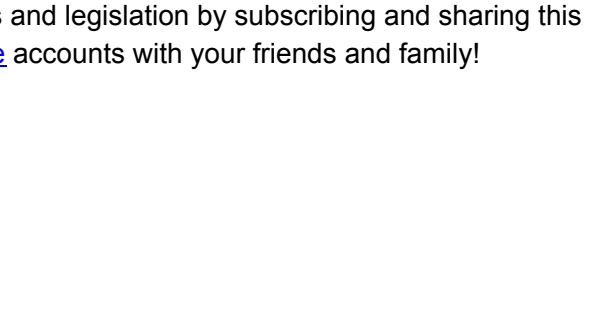 s and legislation by subscribing and sharing this
e accounts with your friends and family!